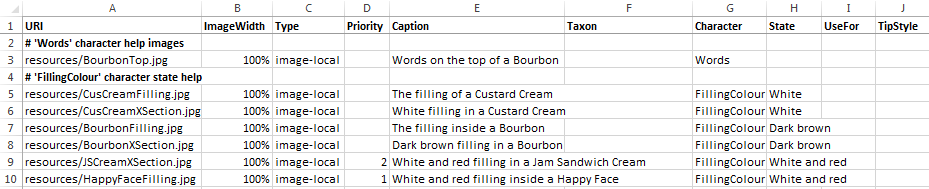 A B C D E F G H I J
1 URI ImageWidth Type Priority Caption Taxon Character State UseFor TipStyle
2 # 'Words' character help images
3 resources/BourbonTop.jpg 100% image-local Words on the top of a Bourbon Words
4 # 'FillingColour' character state help
5 resources/CusCreamFilling.jpg 100% image-local The filling of a Custard Cream FillingColour White
6 resources/CusCreamXSection.jpg 100% image-local White filling in a Custard Cream FillingColour White
7 resources/BourbonFilling.jpg 100% image-local The filling inside a Bourbon FillingColour Dark brown
8 resources/BourbonXSection.jpg 100% image-local Dark brown filling in a Bourbon FillingColour Dark brown
9 resources/JSCreamXSection.jpg 100% image-local 2 White and red filling in a Jam Sandwich Cream FillingColour White and red
10 resources/HappyFaceFilling.jpg 100% image-local 1 White and red filling inside a Happy Face FillingColour White and red